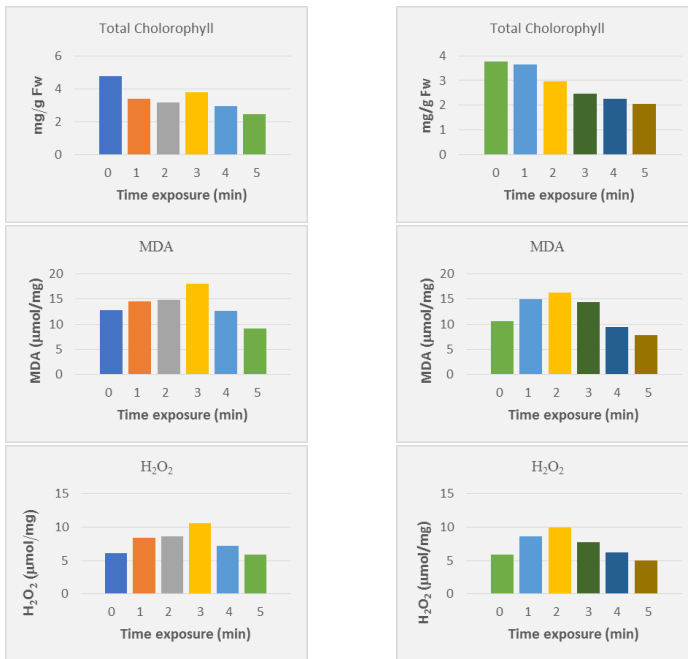 Total Cholorophyll
6
4
2
0
mg/g Fw
0 1 2 3 4 5
Time exposure (min)
MDA
20
15
10
5
0
MDA (µmol/mg)
0 1 2 3 4 5
Time exposure (min)
H₂O₂
15
10
5
0
H₂O₂ (µmol/mg)
0 1 2 3 4 5
Time exposure (min)
Total Cholorophyll
4
3
2
1
0
mg/g Fw
0 1 2 3 4 5
Time exposure (min)
MDA
20
15
10
5
0
MDA (µmol/mg)
0 1 2 3 4 5
Time exposure (min)
H₂O₂
15
10
5
0
H₂O₂ (µmol/mg)
0 1 2 3 4 5
Time exposure (min)